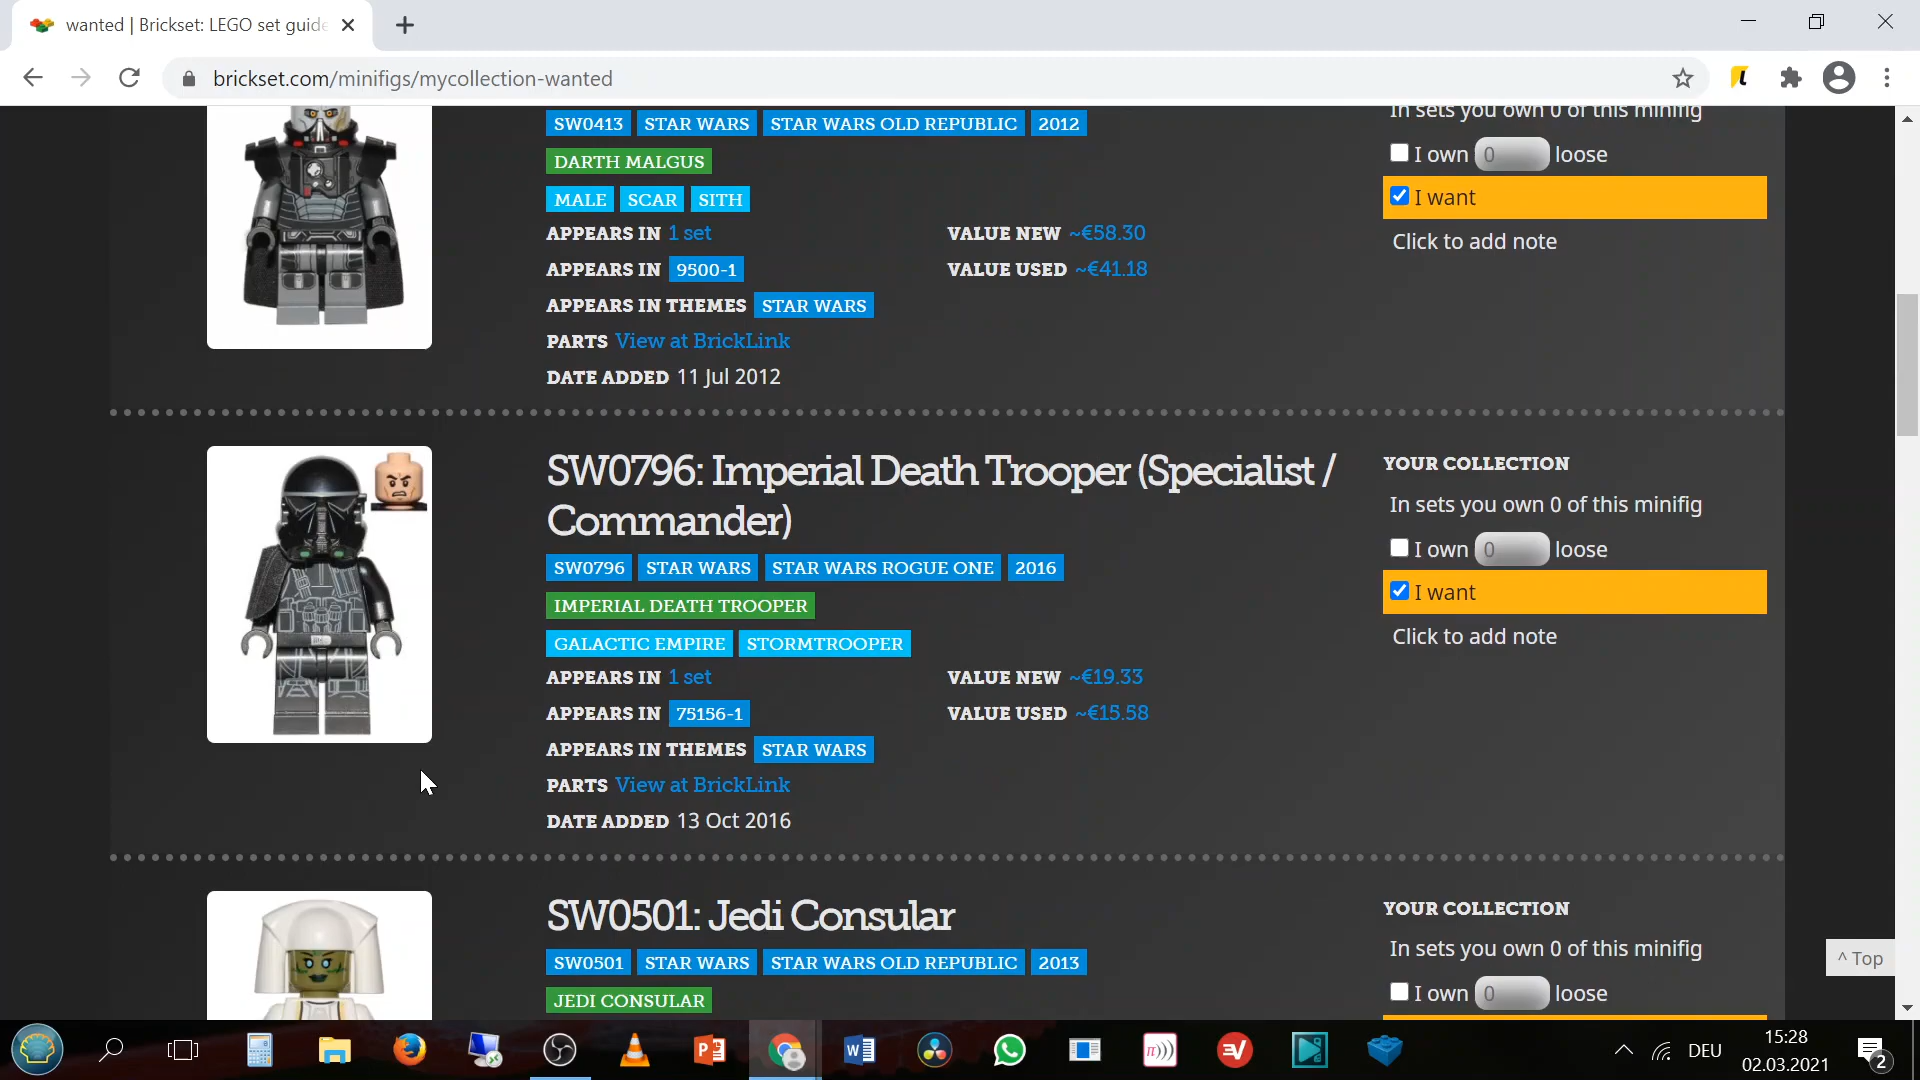 wanted | Brickset: LEGO set guide
brickset.com/minifigs/mycollection-wanted
SW0413 STAR WARS STAR WARS OLD REPUBLIC 2012
DARTH MALGUS
MALE SCAR SITH
APPEARS IN 1 set
VALUE NEW ~€58.30
APPEARS IN 9500-1
VALUE USED ~€41.18
APPEARS IN THEMES STAR WARS
PARTS View at BrickLink
DATE ADDED 11 Jul 2012
In sets you own 0 of this minifig
I own 0 loose
I want
Click to add note
SW0796: Imperial Death Trooper (Specialist /
Commander)
SW0796 STAR WARS STAR WARS ROGUE ONE 2016
IMPERIAL DEATH TROOPER
GALACTIC EMPIRE STORMTROOPER
APPEARS IN 1 set
VALUE NEW ~€19.33
APPEARS IN 75156-1
VALUE USED ~€15.58
APPEARS IN THEMES STAR WARS
PARTS View at BrickLink
DATE ADDED 13 Oct 2016
YOUR COLLECTION
In sets you own 0 of this minifig
I own 0 loose
I want
Click to add note
SW0501: Jedi Consular
SW0501 STAR WARS STAR WARS OLD REPUBLIC 2013
JEDI CONSULAR
YOUR COLLECTION
In sets you own 0 of this minifig
I own 0 loose
^ Top
DEU
15:28
02.03.2021
2